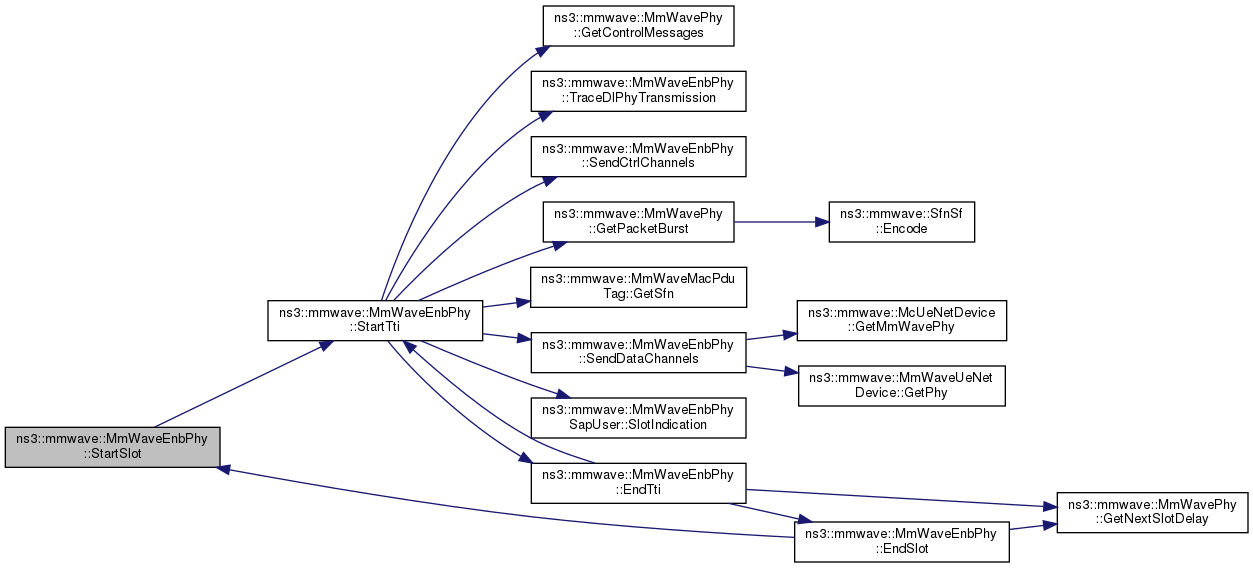 ns3::mmwave::MmWavePhy
::GetControlMessages
ns3::mmwave::MmWaveEnbPhy
::TraceDlPhyTransmission
ns3::mmwave::MmWaveEnbPhy
::SendCtrlChannels
ns3::mmwave::MmWavePhy
::GetPacketBurst
ns3::mmwave::SfnSf
::Encode
ns3::mmwave::MmWaveMacPdu
Tag::GetSfn
ns3::mmwave::MmWaveEnbPhy
::StartTti
ns3::mmwave::McUeNetDevice
::GetMmWavePhy
ns3::mmwave::MmWaveEnbPhy
::SendDataChannels
ns3::mmwave::MmWaveUeNet
Device::GetPhy
ns3::mmwave::MmWaveEnbPhy
SapUser::SlotIndication
ns3::mmwave::MmWaveEnbPhy
::StartSlot
ns3::mmwave::MmWaveEnbPhy
::EndTti
ns3::mmwave::MmWavePhy
::GetNextSlotDelay
ns3::mmwave::MmWaveEnbPhy
::EndSlot